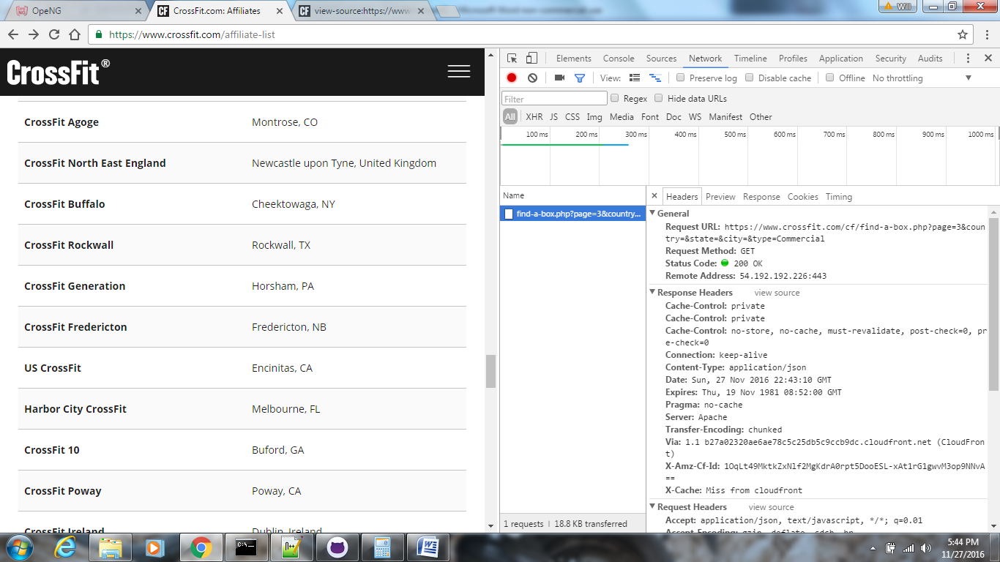 OpeNG
CrossFit.com: Affiliates
view-source:https://www
Will
https://www.crossfit.com/affiliate-list
CrossFit®
CrossFit Agoge Montrose, CO
CrossFit North East England Newcastle upon Tyne, United Kingdom
CrossFit Buffalo Cheektowaga, NY
CrossFit Rockwall Rockwall, TX
CrossFit Generation Horsham, PA
CrossFit Fredericton Fredericton, NB
US CrossFit Encinitas, CA
Harbor City CrossFit Melbourne, FL
CrossFit 10 Buford, GA
CrossFit Poway Poway, CA
CrossFit Ireland Dublin, Ireland
Elements Console Sources Network Timeline Profiles Application Security Audits
View: Preserve log Disable cache Offline No throttling
Filter Regex Hide data URLs
All XHR JS CSS Img Media Font Doc WS Manifest Other
100 ms 200 ms 300 ms 400 ms 500 ms 600 ms 700 ms 800 ms 900 ms 1000 ms
Name
find-a-box.php?page=3&country...
1 requests | 18.8 KB transferred
Headers Preview Response Cookies Timing
General
Request URL: https://www.crossfit.com/cf/find-a-box.php?page=3&cou
ntry=&state=&city=&type=Commercial
Request Method: GET
Status Code: 200 OK
Remote Address: 54.192.192.226:443
Response Headers view source
Cache-Control: private
Cache-Control: private
Cache-Control: no-store, no-cache, must-revalidate, post-check=0, pr
e-check=0
Connection: keep-alive
Content-Type: application/json
Date: Sun, 27 Nov 2016 22:43:10 GMT
Expires: Thu, 19 Nov 1981 08:52:00 GMT
Pragma: no-cache
Server: Apache
Transfer-Encoding: chunked
Via: 1.1 b27a02320ae6ae78c5c25db5c9ccb9dc.cloudfront.net (CloudFron
t)
X-Amz-Cf-Id: 1OqLt49MktkZxNlf2MgKdrA0rpt5DooESL-xAt1rG1gwvM3op9NNvA
==
X-Cache: Miss from cloudfront
Request Headers view source
Accept: application/json, text/javascript, */*; q=0.01
Accept-Encoding: gzip, deflate, sdch, br
5:44 PM
11/27/2016